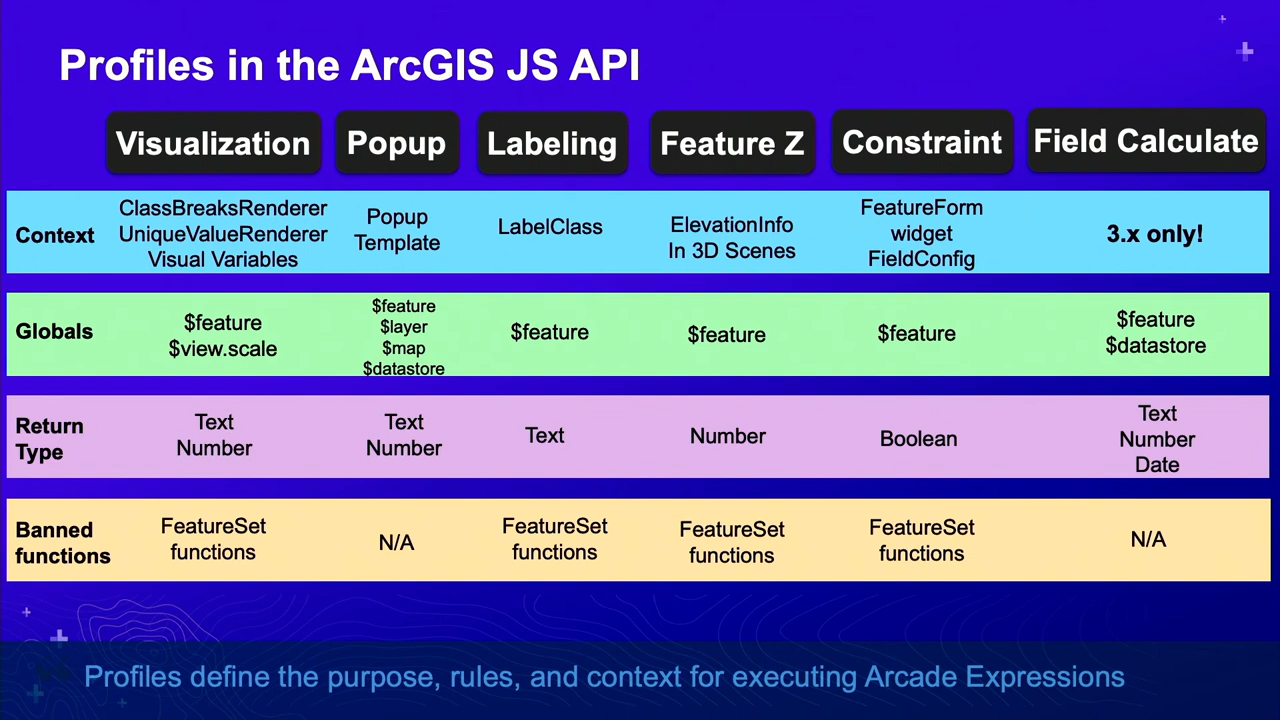 Profiles in the ArcGIS JS API
Visualization
Popup
Labeling
Feature Z
Constraint
Field Calculate
Context
ClassBreaksRenderer
UniqueValueRenderer
Visual Variables
Popup
Template
LabelClass
ElevationInfo
In 3D Scenes
FeatureForm
widget
FieldConfig
3.x only!
Globals
$feature
$view.scale
$feature
$layer
$map
$datastore
$feature
$feature
$feature
$feature
$datastore
Return
Type
Text
Number
Text
Number
Text
Number
Boolean
Text
Number
Date
Banned
functions
FeatureSet
functions
N/A
FeatureSet
functions
FeatureSet
functions
FeatureSet
functions
N/A
Profiles define the purpose, rules, and context for executing Arcade Expressions